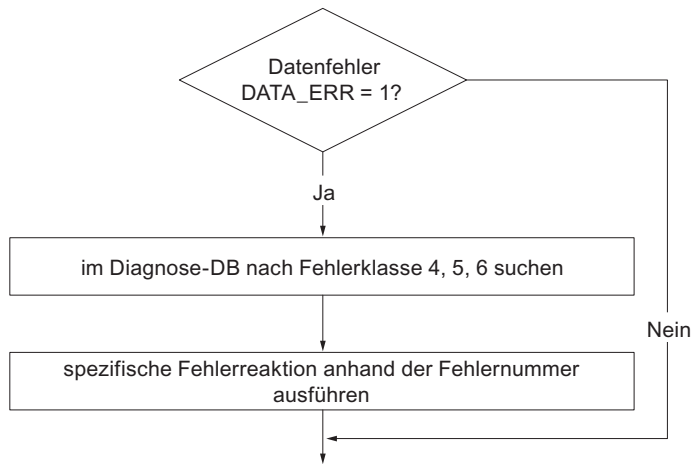 Datenfehler
DATA_ERR = 1?
Ja
im Diagnose-DB nach Fehlerklasse 4, 5, 6 suchen
Nein
spezifische Fehlerreaktion anhand der Fehlernummer
ausführen